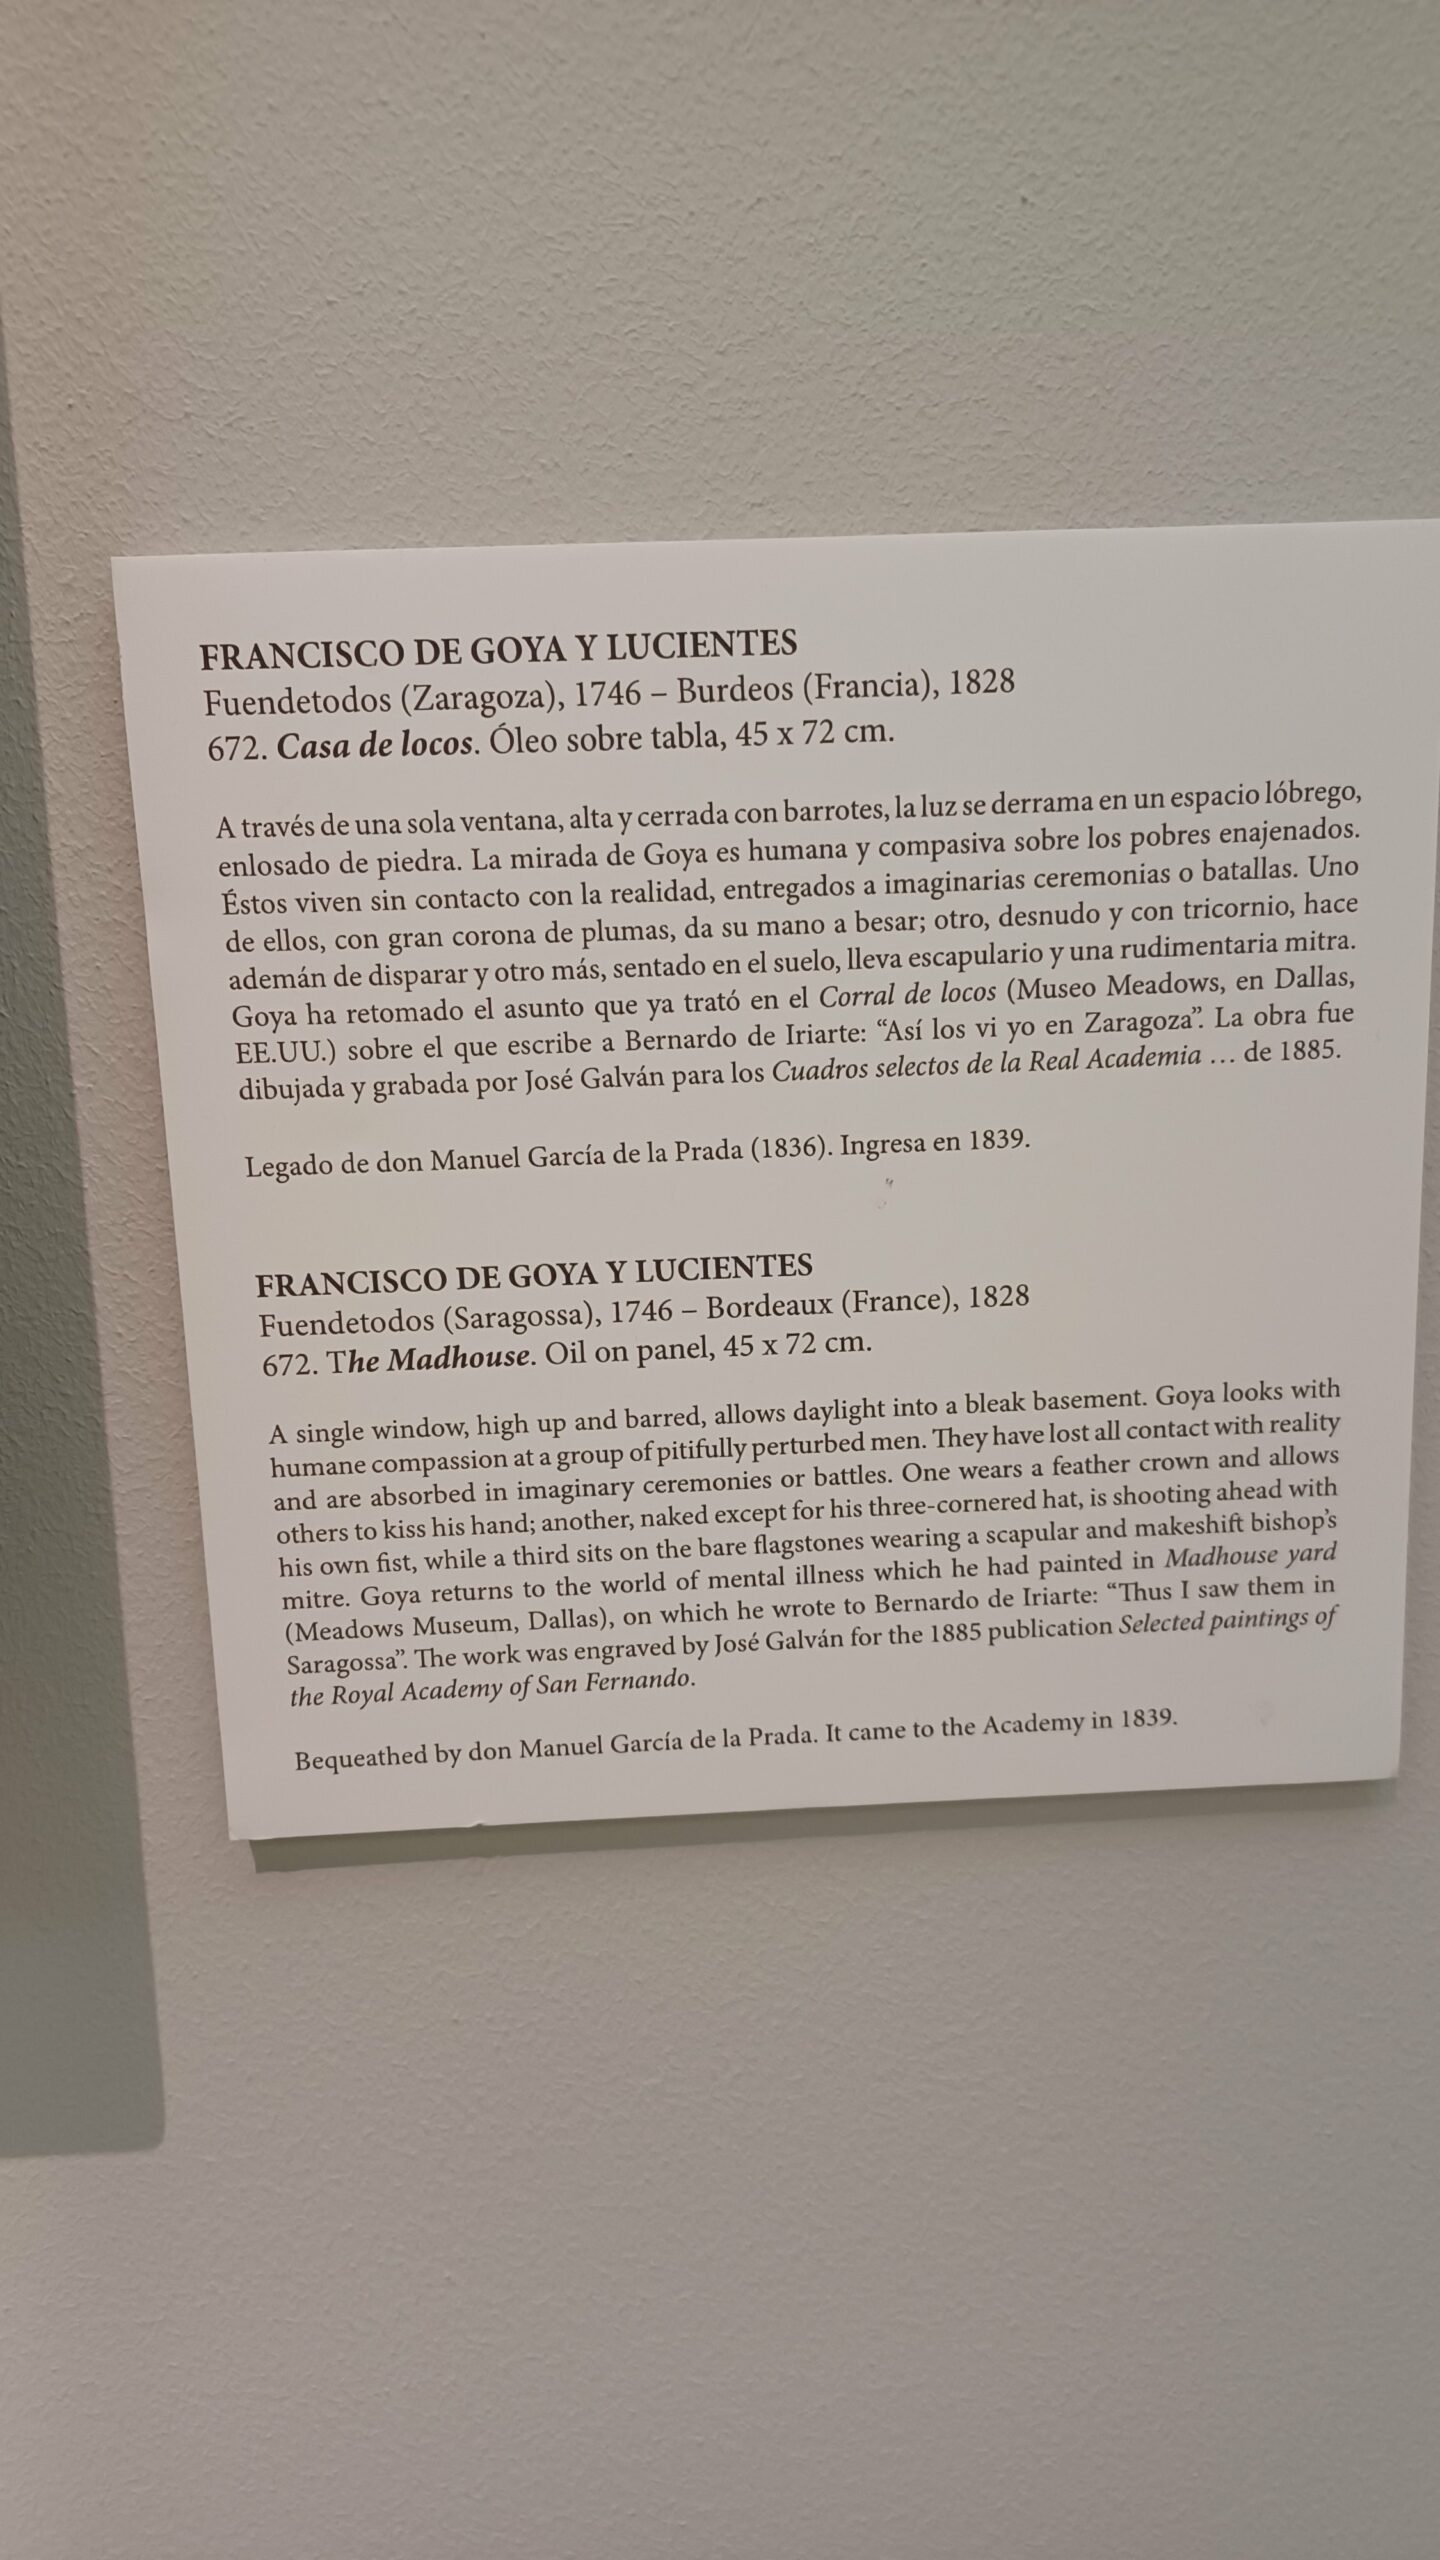 FRANCISCO DE GOYA Y LUCIENTES
Fuendetodos (Zaragoza), 1746 – Burdeos (Francia), 1828
672. Casa de locos. Óleo sobre tabla, 45 x 72 cm.
A través de una sola ventana, alta y cerrada con barrotes, la luz se derrama en un espacio lóbrego,
enlosado de piedra. La mirada de Goya es humana y compasiva sobre los pobres enajenados.
Éstos viven sin contacto con la realidad, entregados a imaginarias ceremonias o batallas. Uno
de ellos, con gran corona de plumas, da su mano a besar; otro, desnudo y con tricornio, hace
ademán de disparar y otro más, sentado en el suelo, lleva escapulario y una rudimentaria mitra.
Goya ha retomado el asunto que ya trató en el Corral de locos (Museo Meadows, en Dallas,
EE.UU.) sobre el que escribe a Bernardo de Iriarte: “Así los vi yo en Zaragoza”. La obra fue
dibujada y grabada por José Galván para los Cuadros selectos de la Real Academia … de 1885.
Legado de don Manuel García de la Prada (1836). Ingresa en 1839.
FRANCISCO DE GOYA Y LUCIENTES
Fuendetodos (Saragossa), 1746 – Bordeaux (France), 1828
672. The Madhouse. Oil on panel, 45 x 72 cm.
A single window, high up and barred, allows daylight into a bleak basement. Goya looks with
humane compassion at a group of pitifully perturbed men. They have lost all contact with reality
and are absorbed in imaginary ceremonies or battles. One wears a feather crown and allows
others to kiss his hand; another, naked except for his three-cornered hat, is shooting ahead with
his own fist, while a third sits on the bare flagstones wearing a scapular and makeshift bishop’s
mitre. Goya returns to the world of mental illness which he had painted in Madhouse yard
(Meadows Museum, Dallas), on which he wrote to Bernardo de Iriarte: “Thus I saw them in
Saragossa”. The work was engraved by José Galván for the 1885 publication Selected paintings of
the Royal Academy of San Fernando.
Bequeathed by don Manuel García de la Prada. It came to the Academy in 1839.